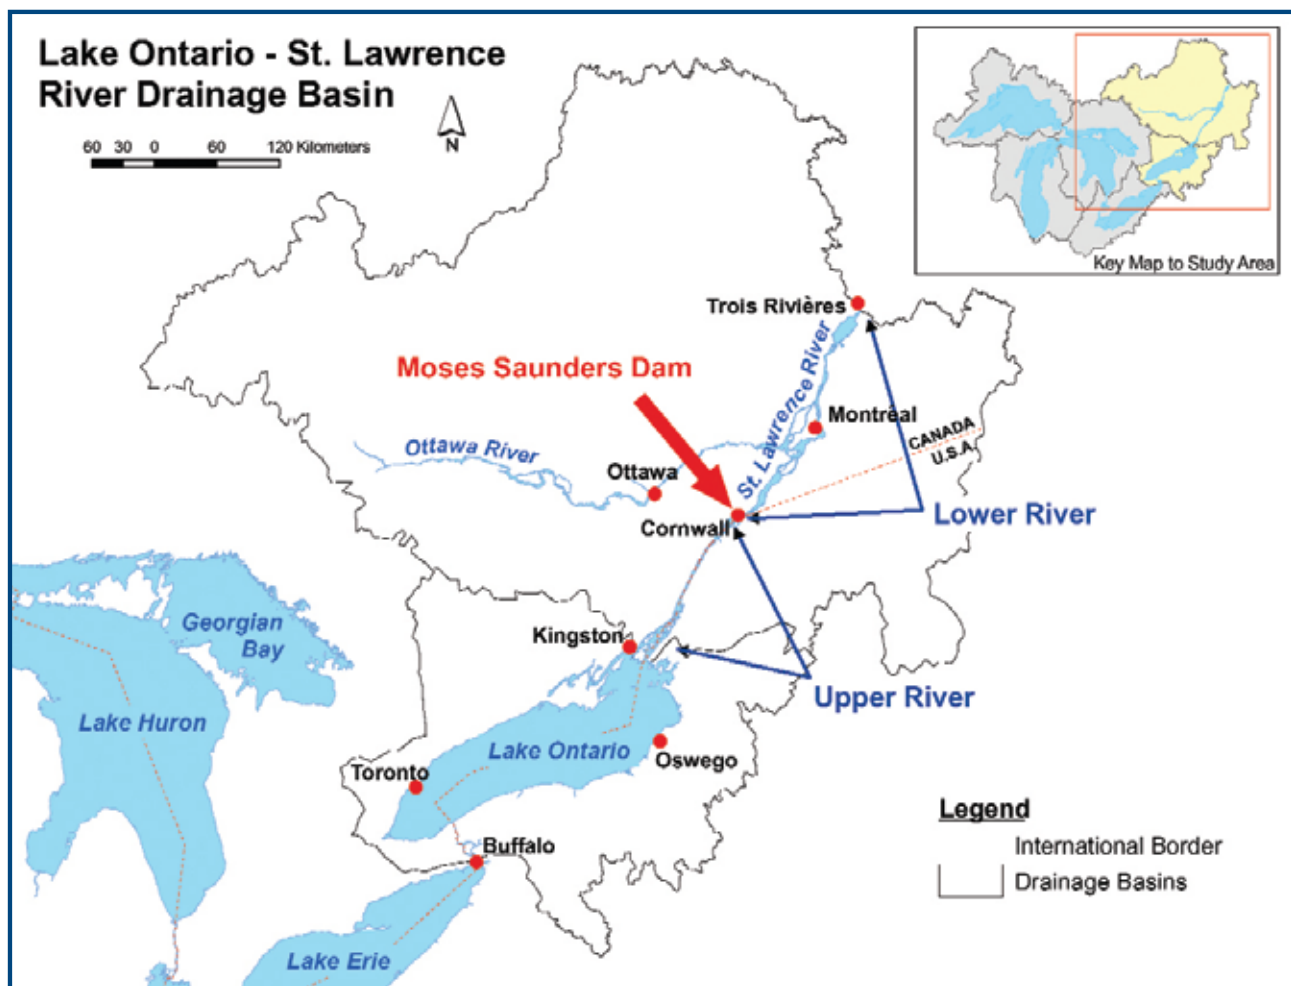 Lake Ontario - St. Lawrence
River Drainage Basin
60 30 0 60 120 Kilometers
N
Key Map to Study Area
Trois Rivières
Moses Saunders Dam
St. Lawrence River
Montréal
CANADA
U.S.A.
Ottawa River
Ottawa
Cornwall
Lower River
Georgian
Bay
Kingston
Upper River
Lake Huron
Lake Ontario
Oswego
Toronto
Buffalo
Lake Erie
Legend
International Border
Drainage Basins